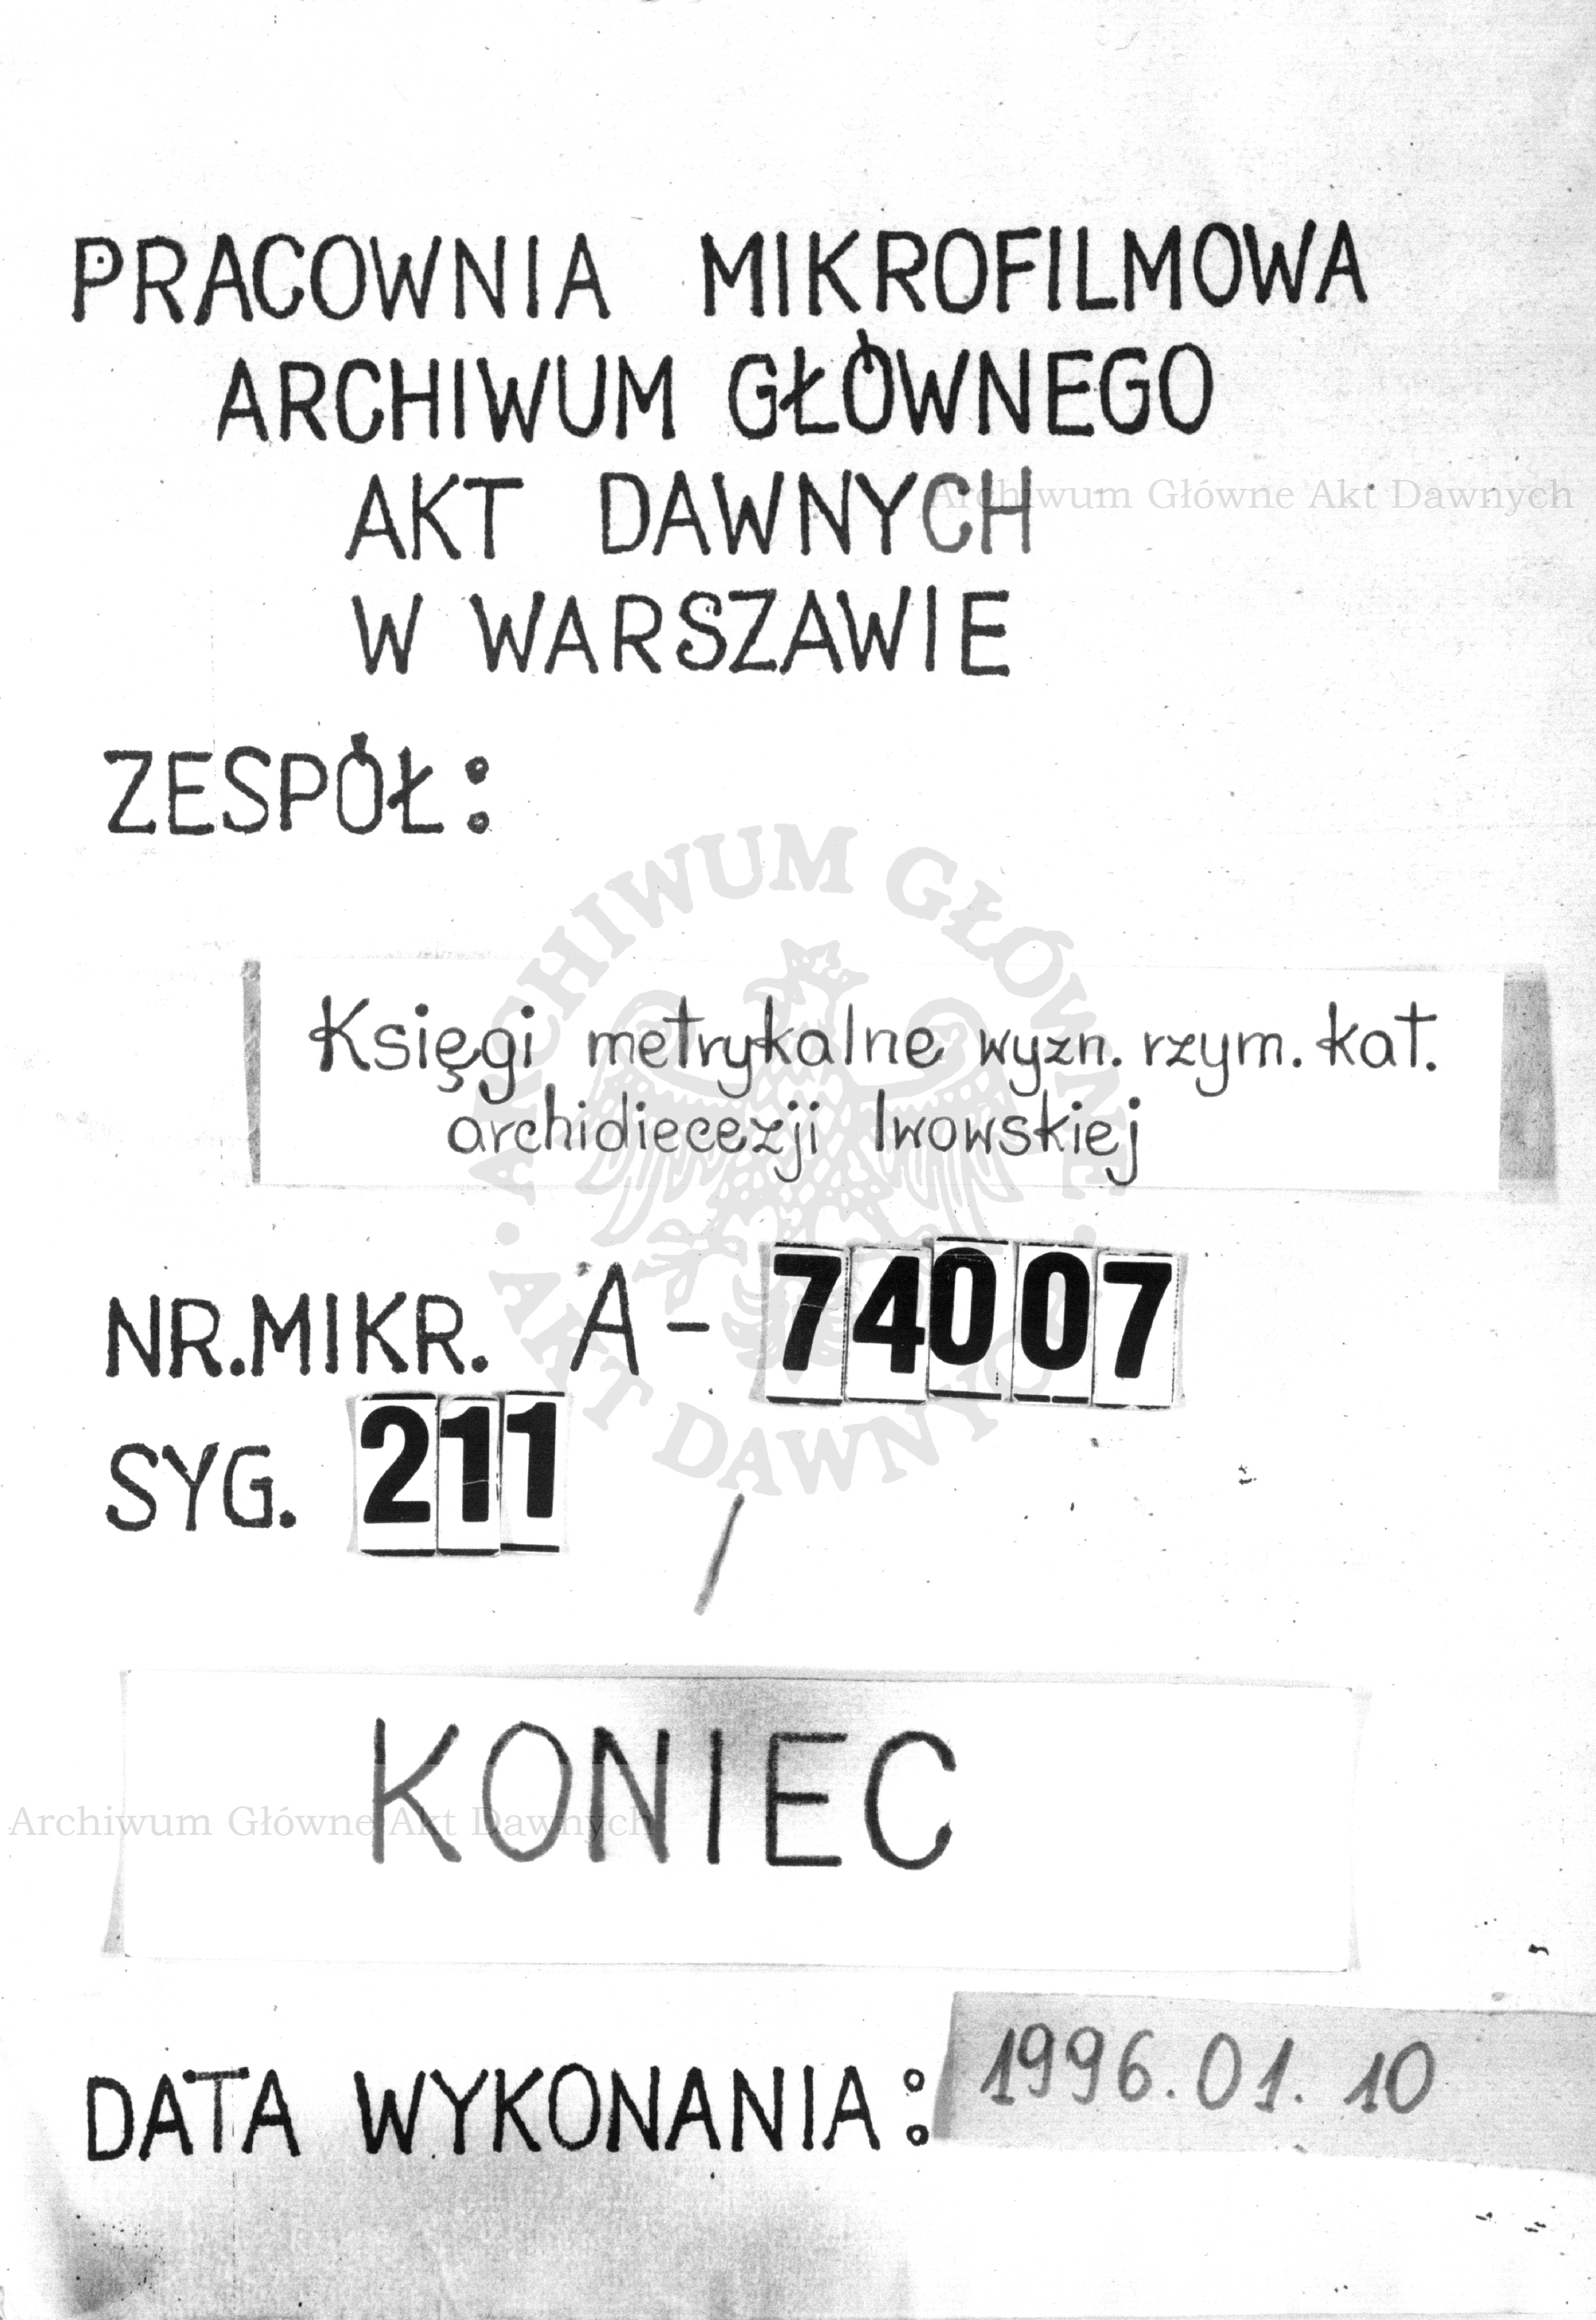 PRACOWNIA MIKROFILMOWA
ARCHIWUM GŁÓWNEGO
AKT DAWNYCH
Archiwum Główne Akt Dawnych
W WARSZAWIE
ZESPÓŁ:
ARCHIWUM GŁÓWNE
Księgi metrykalne wyzn. rzym. kat.
archidiecezji lwowskiej
NR. MIKR. A- 74007
AKT DAWNYCH
SYG. 211 /
KONIEC
Archiwum Główne Akt Dawnych
DATA WYKONANIA: 1996.01.10